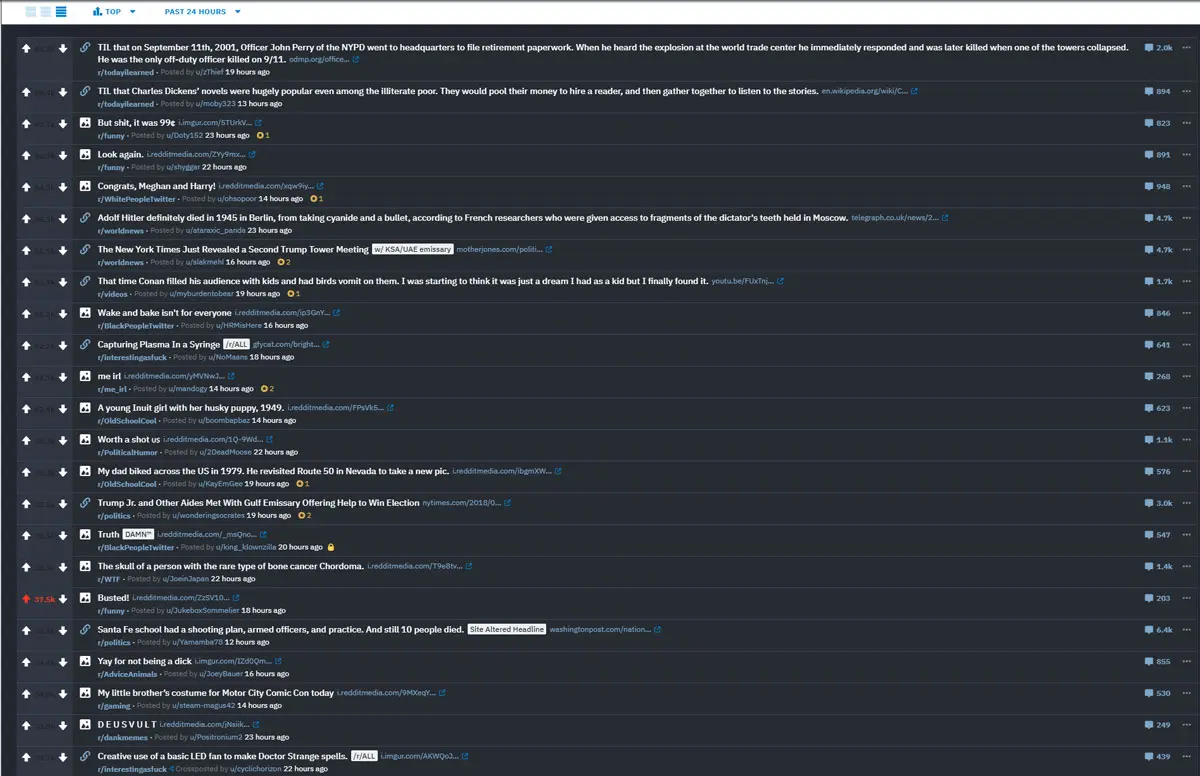 TOP PAST 24 HOURS
TIL that on September 11th, 2001, Officer John Perry of the NYPD went to headquarters to file retirement paperwork. When he heard the explosion at the world trade center he immediately responded and was later killed when one of the towers collapsed. 2.0k
He was the only off-duty officer killed on 9/11. odmp.org/office...
r/todayilearned • Posted by u/zThief 19 hours ago
TIL that Charles Dickens' novels were hugely popular even among the illiterate poor. They would pool their money to hire a reader, and then gather together to listen to the stories. en.wikipedia.org/wiki/C... 894
r/todayilearned • Posted by u/moby323 13 hours ago
But shit, it was 99¢ i.imgur.com/5TUrkV... 823
r/funny • Posted by u/Doty152 23 hours ago 1
Look again. i.redditmedia.com/ZYy9mx... 891
r/funny • Posted by u/shyggar 22 hours ago
Congrats, Meghan and Harry! i.redditmedia.com/xqw9iy... 948
r/WhitePeopleTwitter • Posted by u/ohsopoor 14 hours ago 1
Adolf Hitler definitely died in 1945 in Berlin, from taking cyanide and a bullet, according to French researchers who were given access to fragments of the dictator's teeth held in Moscow. telegraph.co.uk/news/2... 4.7k
r/worldnews • Posted by u/ataraxic_panda 23 hours ago
The New York Times Just Revealed a Second Trump Tower Meeting w/ KSA/UAE emissary motherjones.com/politi... 4.7k
r/worldnews • Posted by u/slakmehl 16 hours ago 2
That time Conan filled his audience with kids and had birds vomit on them. I was starting to think it was just a dream I had as a kid but I finally found it. youtu.be/FUxTnj... 1.7k
r/videos • Posted by u/myburdentobear 19 hours ago 1
Wake and bake isn't for everyone i.redditmedia.com/ip3GnY... 846
r/BlackPeopleTwitter • Posted by u/HRMisHere 16 hours ago
Capturing Plasma In a Syringe /r/ALL gfycat.com/bright... 641
r/interestingasfuck • Posted by u/NoMaans 18 hours ago
me irl i.redditmedia.com/yMVNwJ... 268
r/me_irl • Posted by u/mandogy 14 hours ago 2
A young Inuit girl with her husky puppy, 1949. i.redditmedia.com/FPsVk5... 623
r/OldSchoolCool • Posted by u/boombapbaz 14 hours ago
Worth a shot us i.redditmedia.com/1Q-9Wd... 1.1k
r/PoliticalHumor • Posted by u/2DeadMoose 22 hours ago
My dad biked across the US in 1979. He revisited Route 50 in Nevada to take a new pic. i.redditmedia.com/ibgmXW... 576
r/OldSchoolCool • Posted by u/KayEmGee 19 hours ago 1
Trump Jr. and Other Aides Met With Gulf Emissary Offering Help to Win Election nytimes.com/2018/0... 3.0k
r/politics • Posted by u/wonderingsocrates 19 hours ago 2
Truth DAMN™ i.redditmedia.com/_msQno... 547
r/BlackPeopleTwitter • Posted by u/king_klownzilla 20 hours ago
The skull of a person with the rare type of bone cancer Chordoma. i.redditmedia.com/T9e8tv... 1.4k
r/WTF • Posted by u/JoeinJapan 22 hours ago
37.5k Busted! i.redditmedia.com/ZzSV10... 203
r/funny • Posted by u/JukeboxSommelier 18 hours ago
Santa Fe school had a shooting plan, armed officers, and practice. And still 10 people died. Site Altered Headline washingtonpost.com/nation... 6.4k
r/politics • Posted by u/Yamamba78 12 hours ago
Yay for not being a dick i.imgur.com/IZd0Qm... 855
r/AdviceAnimals • Posted by u/JoeyBauer 16 hours ago
My little brother's costume for Motor City Comic Con today i.redditmedia.com/9MXeqY... 530
r/gaming • Posted by u/steam-magus42 14 hours ago
D E U S V U L T i.redditmedia.com/jNsiik... 249
r/dankmemes • Posted by u/Positronium2 23 hours ago
Creative use of a basic LED fan to make Doctor Strange spells. /r/ALL i.imgur.com/AKWQoJ... 439
r/interestingasfuck Crossposted by u/cyclichorizon 22 hours ago